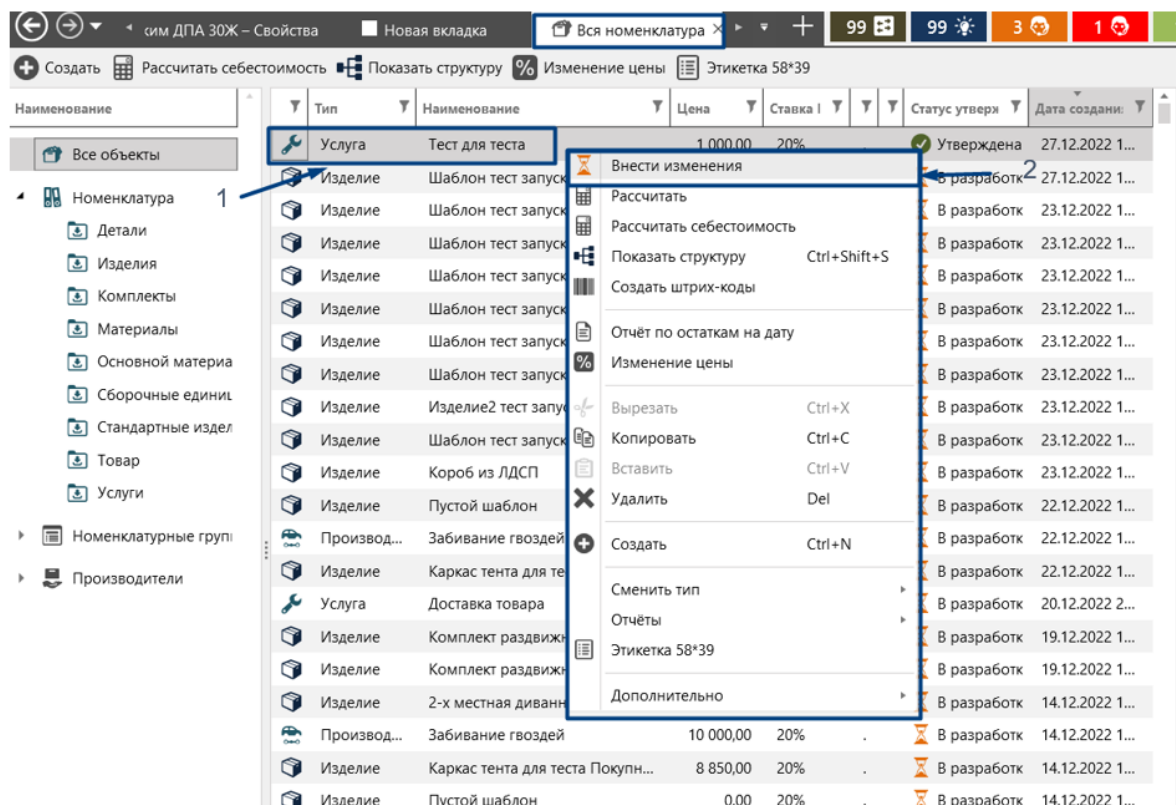 сим ДПА 30Ж – Свойства Новая вкладка Вся номенклатура 99 99 3 1
Создать Рассчитать себестоимость Показать структуру % Изменение цены Этикетка 58*39
Наименование
Все объекты
Номенклатура
Детали
Изделия
Комплекты
Материалы
Основной материа
Сборочные единиц
Стандартные издел
Товар
Услуги
Номенклатурные груп
Производители
Тип Наименование Цена Ставка Статус утверж Дата создани
Услуга Тест для теста 1 000,00 20% . Утверждена 27.12.2022 1...
Изделие Шаблон тест запуск В разработк 27.12.2022 1...
Изделие Шаблон тест запуск В разработк 23.12.2022 1...
Изделие Шаблон тест запуск В разработк 23.12.2022 1...
Изделие Шаблон тест запуск В разработк 23.12.2022 1...
Изделие Шаблон тест запуск В разработк 23.12.2022 1...
Изделие Шаблон тест запуск В разработк 23.12.2022 1...
Изделие Шаблон тест запуск В разработк 23.12.2022 1...
Изделие Изделие2 тест запус В разработк 23.12.2022 1...
Изделие Шаблон тест запуск В разработк 23.12.2022 1...
Изделие Короб из ЛДСП В разработк 23.12.2022 1...
Изделие Пустой шаблон В разработк 22.12.2022 1...
Производ... Забивание гвоздей В разработк 22.12.2022 1...
Изделие Каркас тента для те В разработк 22.12.2022 1...
Услуга Доставка товара В разработк 20.12.2022 2...
Изделие Комплект раздвижн В разработк 19.12.2022 1...
Изделие Комплект раздвижн В разработк 19.12.2022 1...
Изделие 2-х местная диванн В разработк 14.12.2022 1...
Производ... Забивание гвоздей 10 000,00 20% . В разработк 14.12.2022 1...
Изделие Каркас тента для теста Покупн... 8 850,00 20% . В разработк 14.12.2022 1...
Изделие Пустой шаблон 0,00 20% . В разработк 14.12.2022 1...
1
2
Внести изменения
Рассчитать
Рассчитать себестоимость
Показать структуру Ctrl+Shift+S
Создать штрих-коды
Отчёт по остаткам на дату
% Изменение цены
Вырезать Ctrl+X
Копировать Ctrl+C
Вставить Ctrl+V
Удалить Del
Создать Ctrl+N
Сменить тип
Отчёты
Этикетка 58*39
Дополнительно